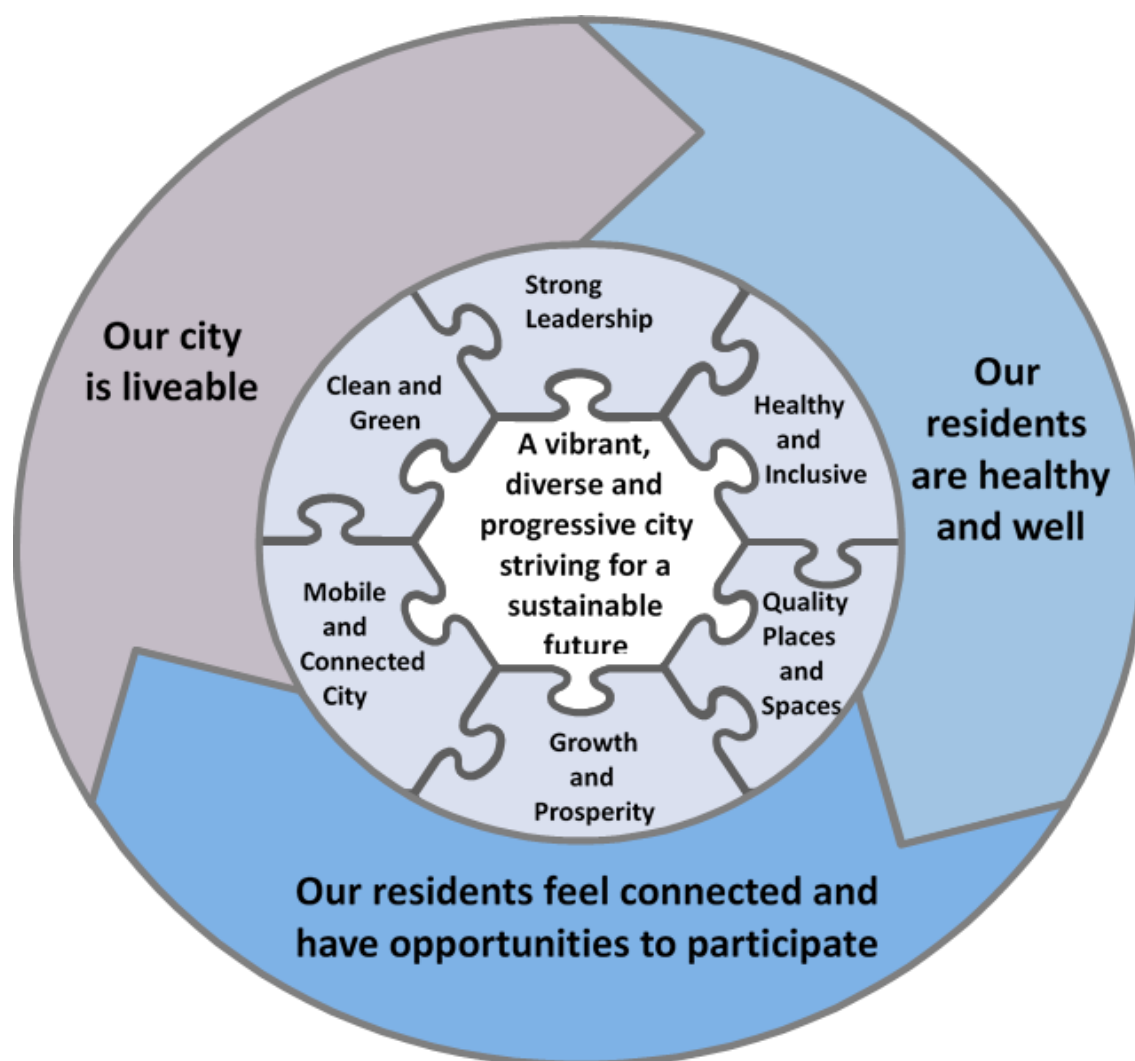 Our city
is liveable
Our
residents
are healthy
and well
Our residents feel connected and
have opportunities to participate
Strong
Leadership
Healthy
and
Inclusive
Quality
Places
and
Spaces
Growth
and
Prosperity
Mobile
and
Connected
City
Clean and
Green
A vibrant,
diverse and
progressive city
striving for a
sustainable
future